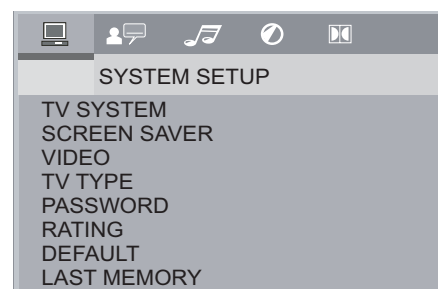 SYSTEM SETUP
TV SYSTEM
SCREEN SAVER
VIDEO
TV TYPE
PASSWORD
RATING
DEFAULT
LAST MEMORY